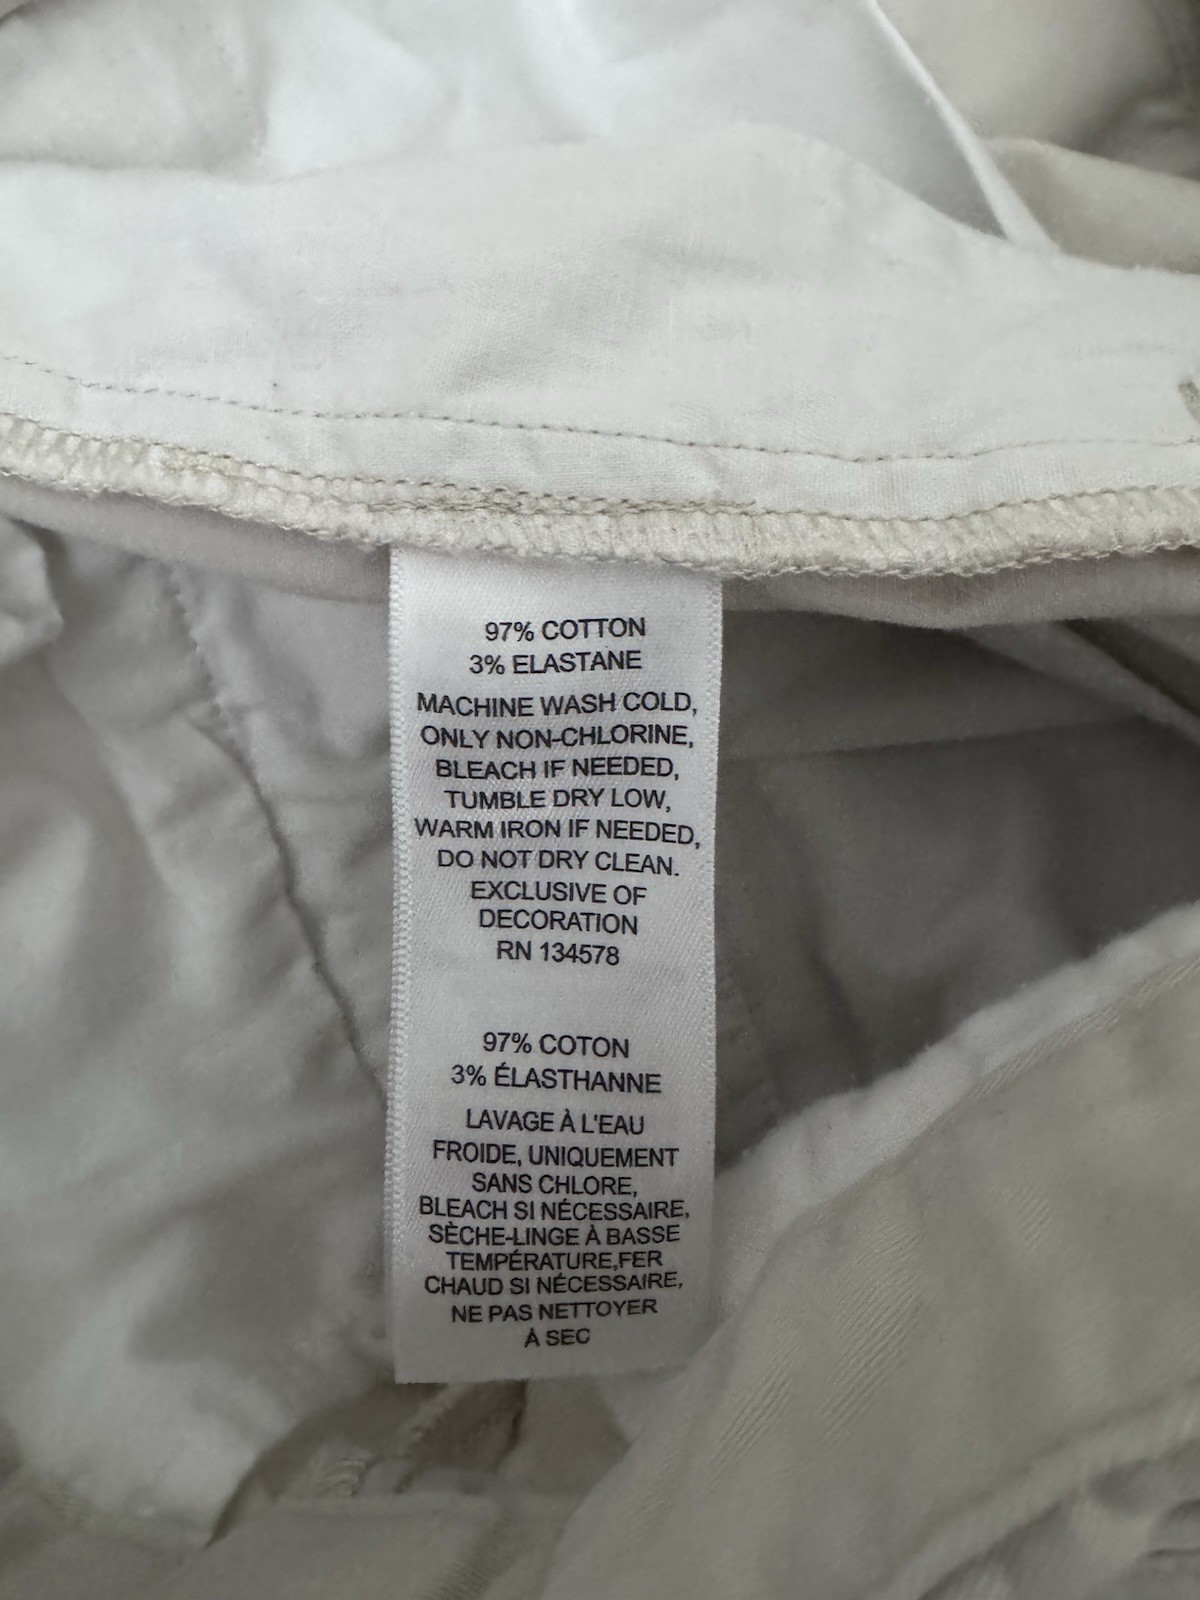 97% COTTON
3% ELASTANE
MACHINE WASH COLD,
ONLY NON-CHLORINE,
BLEACH IF NEEDED,
TUMBLE DRY LOW,
WARM IRON IF NEEDED,
DO NOT DRY CLEAN.
EXCLUSIVE OF
DECORATION
RN 134578
97% COTON
3% ÉLASTHANNE
LAVAGE À L'EAU
FROIDE, UNIQUEMENT
SANS CHLORE,
BLEACH SI NÉCESSAIRE,
SÈCHE-LINGE À BASSE
TEMPÉRATURE,FER
CHAUD SI NÉCESSAIRE,
NE PAS NETTOYER
À SEC